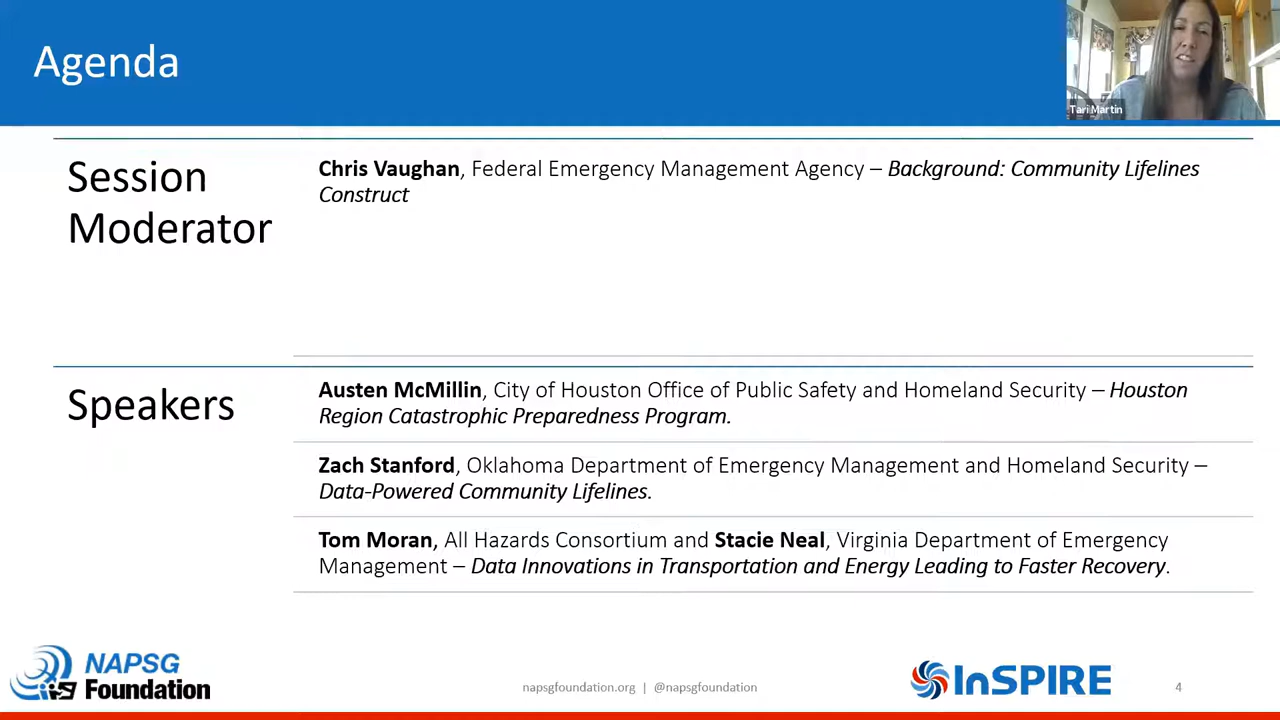 Agenda
Tari Martin
Session
Moderator
Chris Vaughan, Federal Emergency Management Agency – Background: Community Lifelines
Construct
Speakers
Austen McMillin, City of Houston Office of Public Safety and Homeland Security – Houston
Region Catastrophic Preparedness Program.
Zach Stanford, Oklahoma Department of Emergency Management and Homeland Security –
Data-Powered Community Lifelines.
Tom Moran, All Hazards Consortium and Stacie Neal, Virginia Department of Emergency
Management – Data Innovations in Transportation and Energy Leading to Faster Recovery.
NAPSG
Foundation
napsgfoundation.org | @napsgfoundation
InSPIRE
4